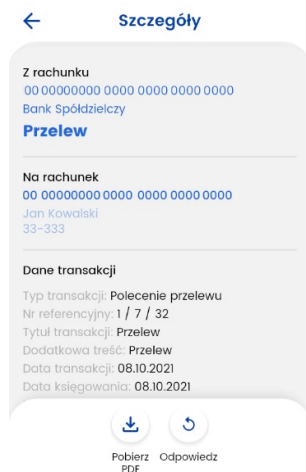 Szczegóły
Z rachunku
00 00000000 0000 0000 0000 0000
Bank Spółdzielczy
Przelew
Na rachunek
00 00000000 0000 0000 0000 0000
Jan Kowalski
33-333
Dane transakcji
Typ transakcji: Polecenie przelewu
Nr referencyjny: 1 / 7 / 32
Tytuł transakcji: Przelew
Dodatkowa treść: Przelew
Data transakcji: 08.10.2021
Data księgowania: 08.10.2021
Pobierz PDF
Odpowiedz